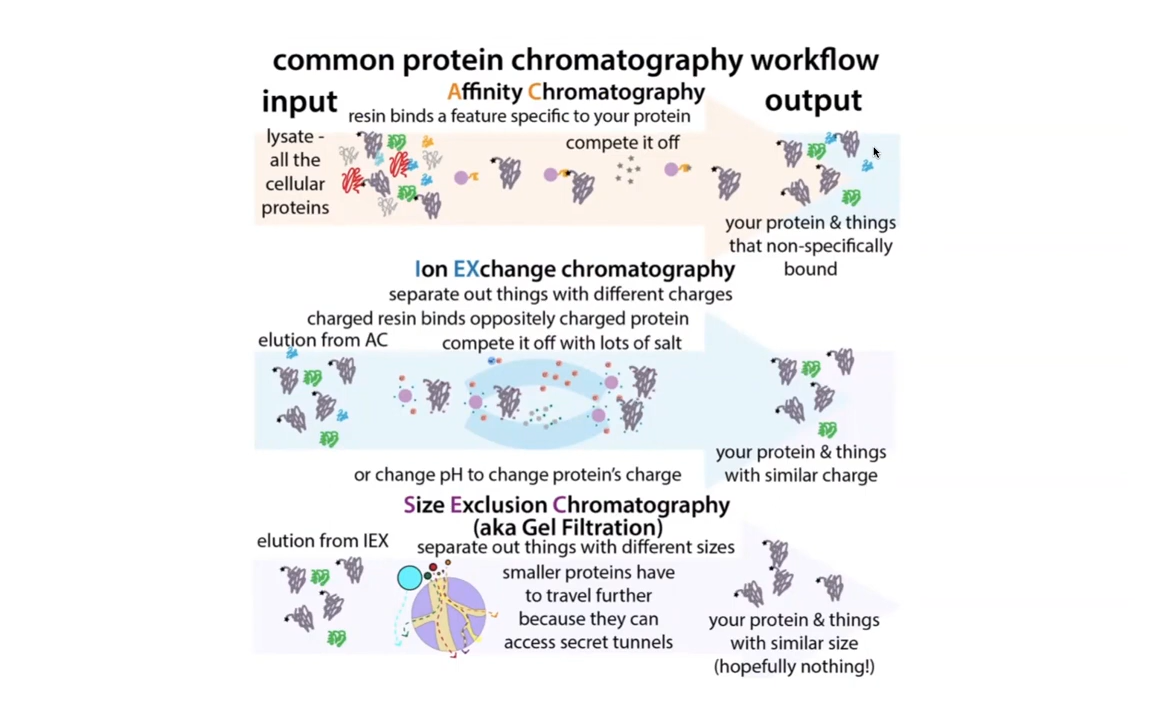 common protein chromatography workflow
input
Affinity Chromatography
output
resin binds a feature specific to your protein
lysate -
all the
cellular
proteins
compete it off
your protein & things
that non-specifically
bound
Ion EXchange chromatography
separate out things with different charges
charged resin binds oppositely charged protein
elution from AC
compete it off with lots of salt
or change pH to change protein's charge
your protein & things
with similar charge
Size Exclusion Chromatography
(aka Gel Filtration)
elution from IEX
separate out things with different sizes
smaller proteins have
to travel further
because they can
access secret tunnels
your protein & things
with similar size
(hopefully nothing!)